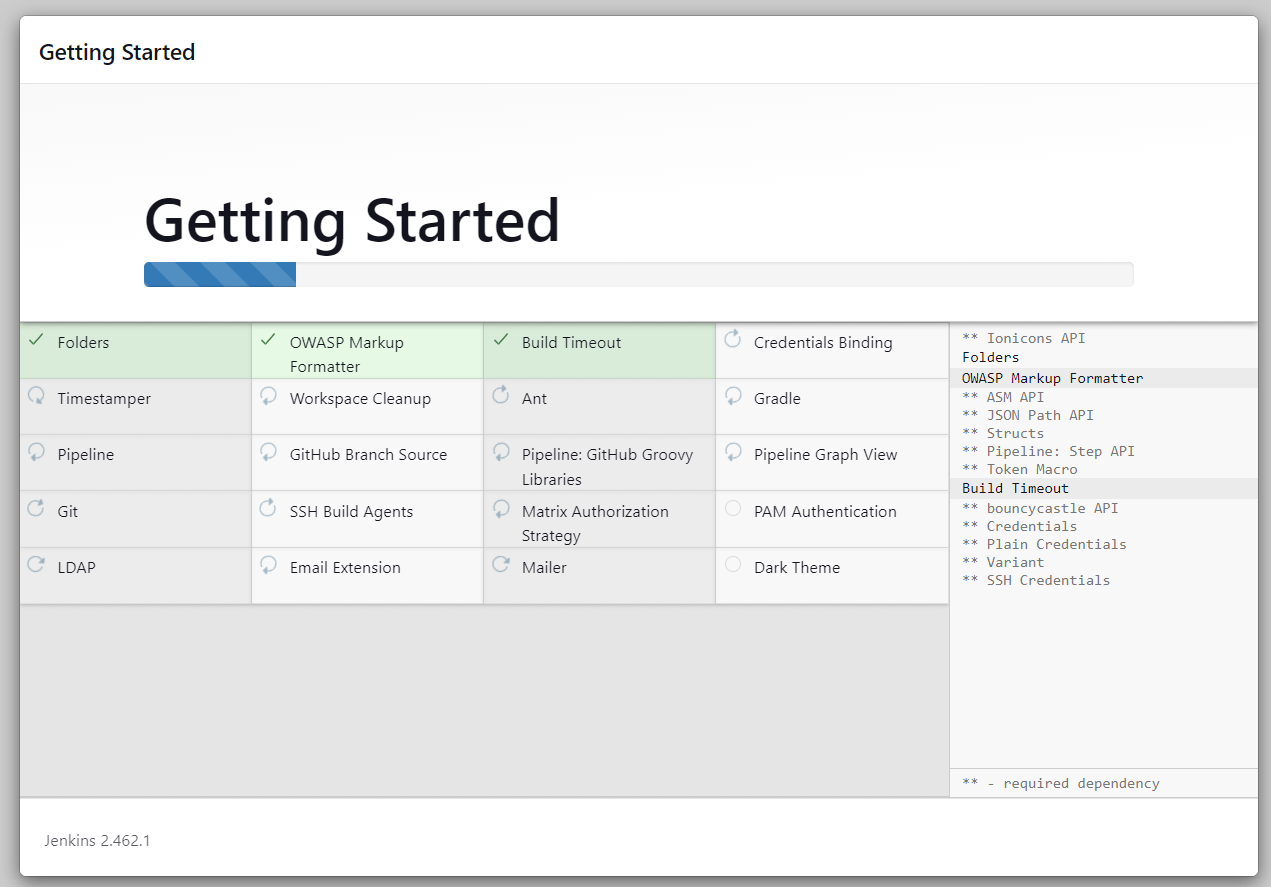 Getting Started
Getting Started
Folders
OWASP Markup
Formatter
Build Timeout
Credentials Binding
Timestamper
Workspace Cleanup
Ant
Gradle
Pipeline
GitHub Branch Source
Pipeline: GitHub Groovy
Libraries
Pipeline Graph View
Git
SSH Build Agents
Matrix Authorization
Strategy
PAM Authentication
LDAP
Email Extension
Mailer
Dark Theme
** Ionicons API
Folders
OWASP Markup Formatter
** ASM API
** JSON Path API
** Structs
** Pipeline: Step API
** Token Macro
Build Timeout
** bouncycastle API
** Credentials
** Plain Credentials
** Variant
** SSH Credentials
** - required dependency
Jenkins 2.462.1